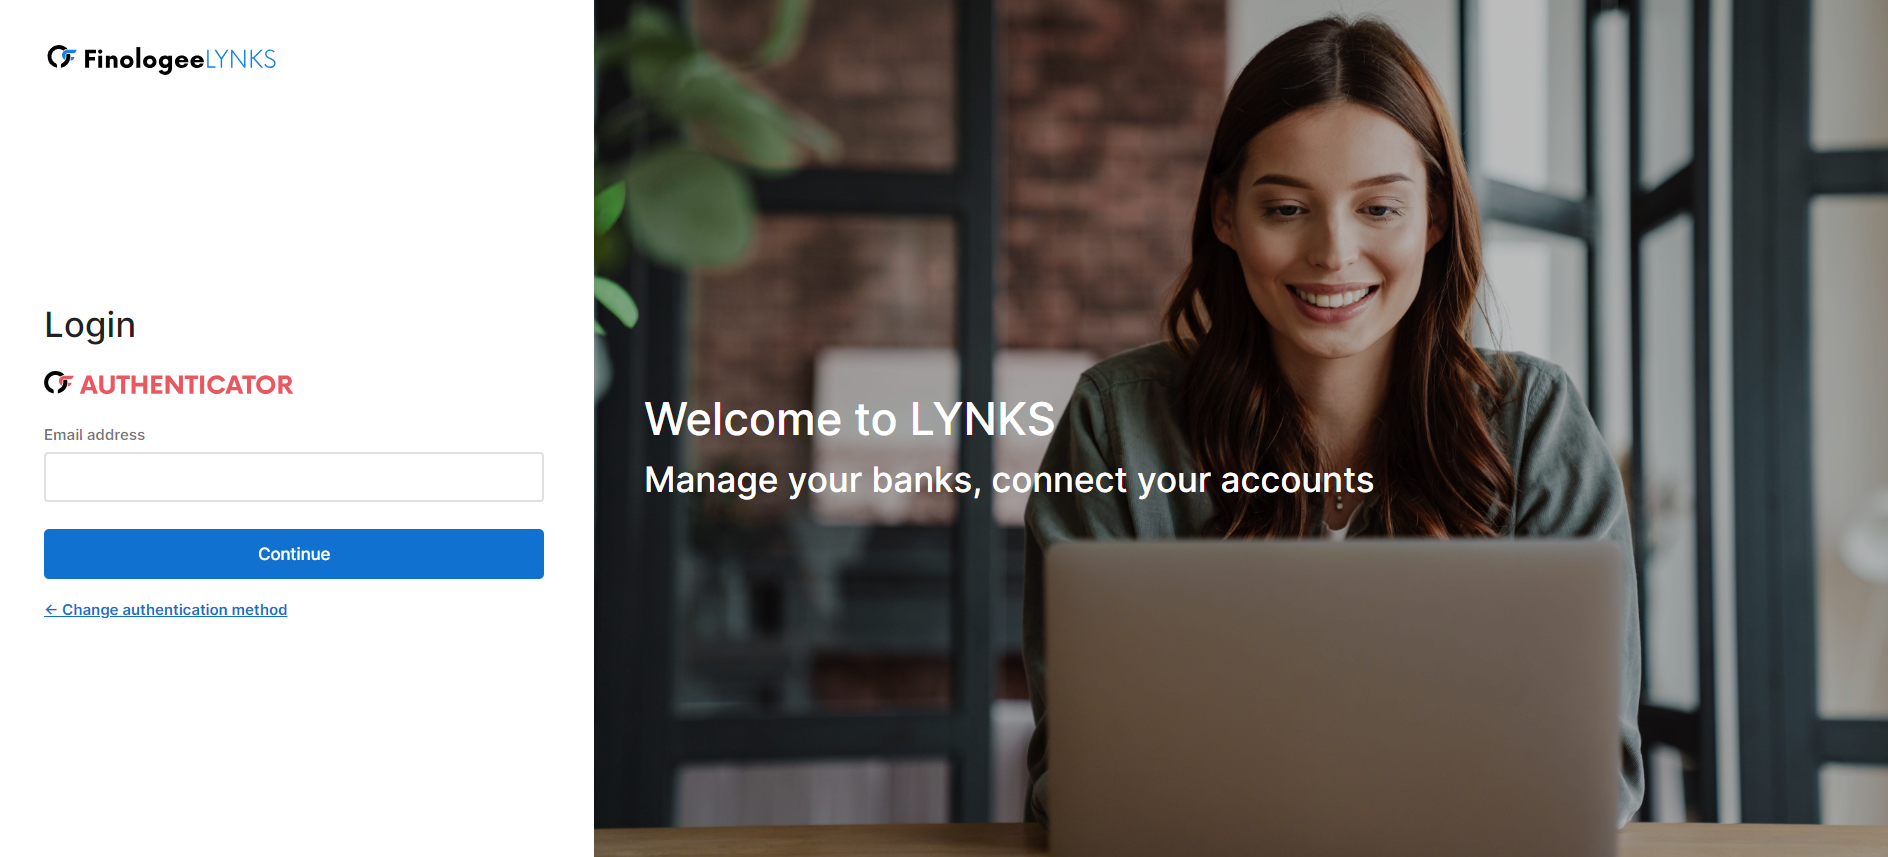 FinologeeLYNKS
Login
AUTHENTICATOR
Email address
Continue
← Change authentication method
Welcome to LYNKS
Manage your banks, connect your accounts